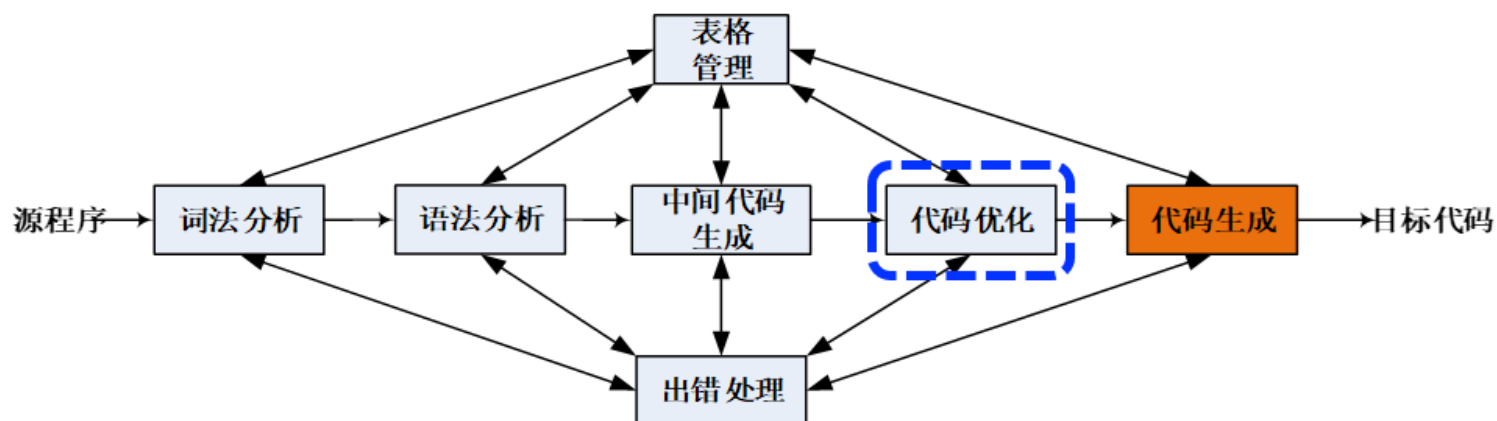 表格
管理
源程序
词法分析
语法分析
中间代码
生成
代码优化
代码生成
目标代码
出错处理